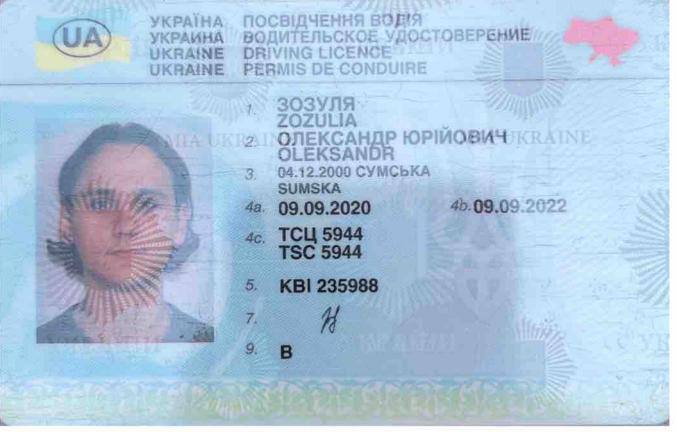 UA
УКРАЇНА ПОСВІДЧЕННЯ ВОДІЯ
УКРАИНА ВОДИТЕЛЬСКОЕ УДОСТОВЕРЕНИЕ
UKRAINE DRIVING LICENCE
UKRAINE PERMIS DE CONDUIRE
1. ЗОЗУЛЯ
ZOZULIA
2. ОЛЕКСАНДР ЮРІЙОВИЧ
OLEKSANDR
3. 04.12.2000 СУМСЬКА
SUMSKA
4a. 09.09.2020 4b. 09.09.2022
4c. ТСЦ 5944
TSC 5944
5. KBI 235988
7.
9. B